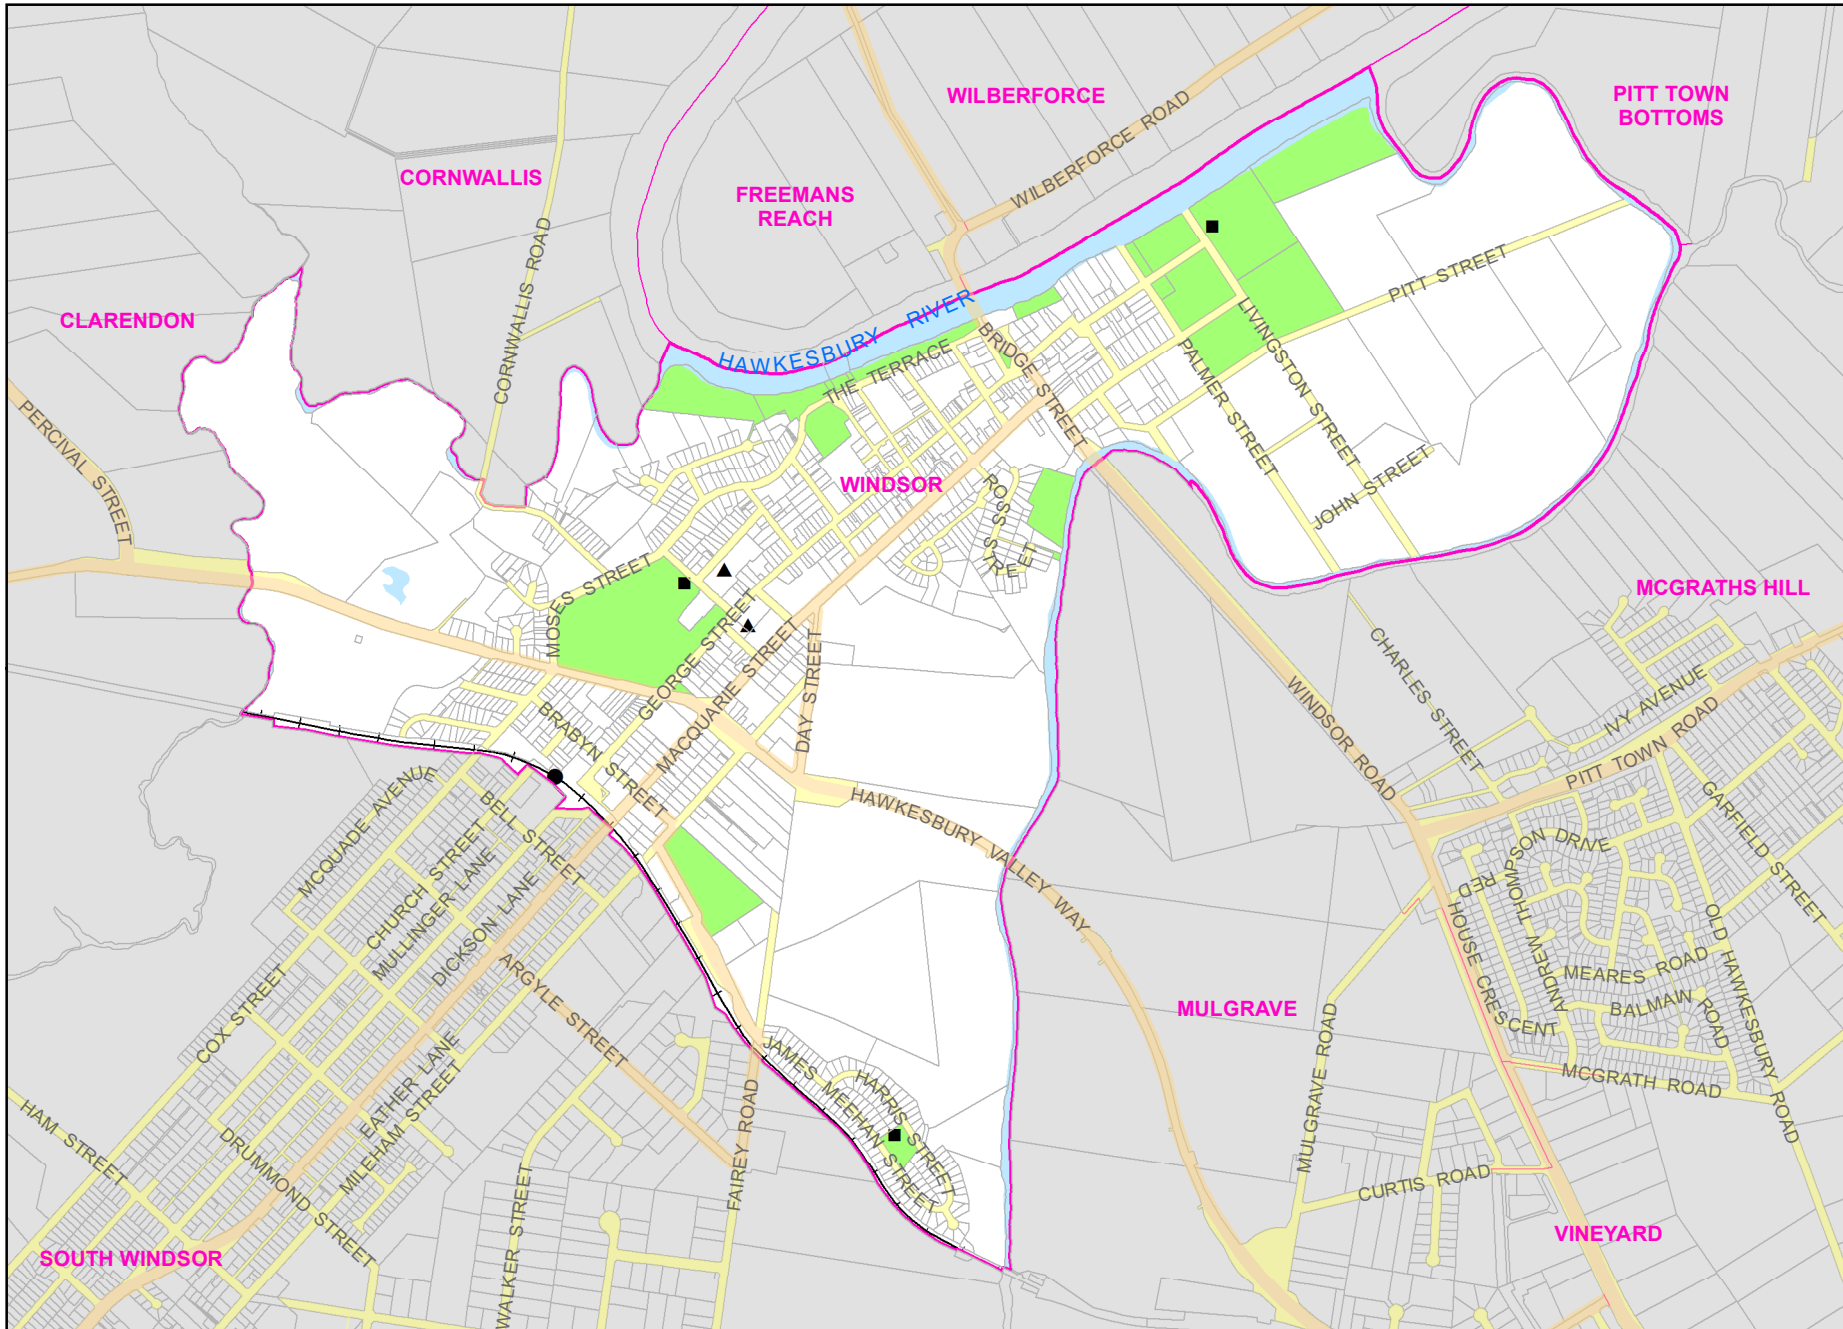 WILBERFORCE
PITT TOWN
BOTTOMS
WILBERFORCE ROAD
CORNWALLIS
FREEMANS
REACH
CORNWALLIS ROAD
CLARENDON
PITT STREET
HAWKESBURY RIVER
LIVINGSTON STREET
THE TERRACE
BRIDGE STREET
PALMER STREET
PERCIVAL STREET
WINDSOR
ROSS STREET
JOHN STREET
MOSES STREET
MCGRATHS HILL
GEORGE STREET
MACQUARIE STREET
DAY STREET
CHARLES STREET
WINDSOR ROAD
IVY AVENUE
PITT TOWN ROAD
BRABYN STREET
HAWKESBURY VALLEY WAY
MCQUADE AVENUE
BELL STREET
CHURCH STREET
MULLINGER LANE
DICKSON LANE
GARFIELD STREET
ANDREW THOMPSON DRIVE
RED HOUSE CRESCENT
OLD HAWKESBURY ROAD
MEARES ROAD
BALMAIN ROAD
ARGYLE STREET
COX STREET
MULGRAVE
MULGRAVE ROAD
EATHER LANE
MILEHAM STREET
JAMES MEEHAN STREET
HARRIS STREET
MCGRATH ROAD
FAIREY ROAD
HAM STREET
DRUMMOND STREET
WALKER STREET
CURTIS ROAD
SOUTH WINDSOR
VINEYARD